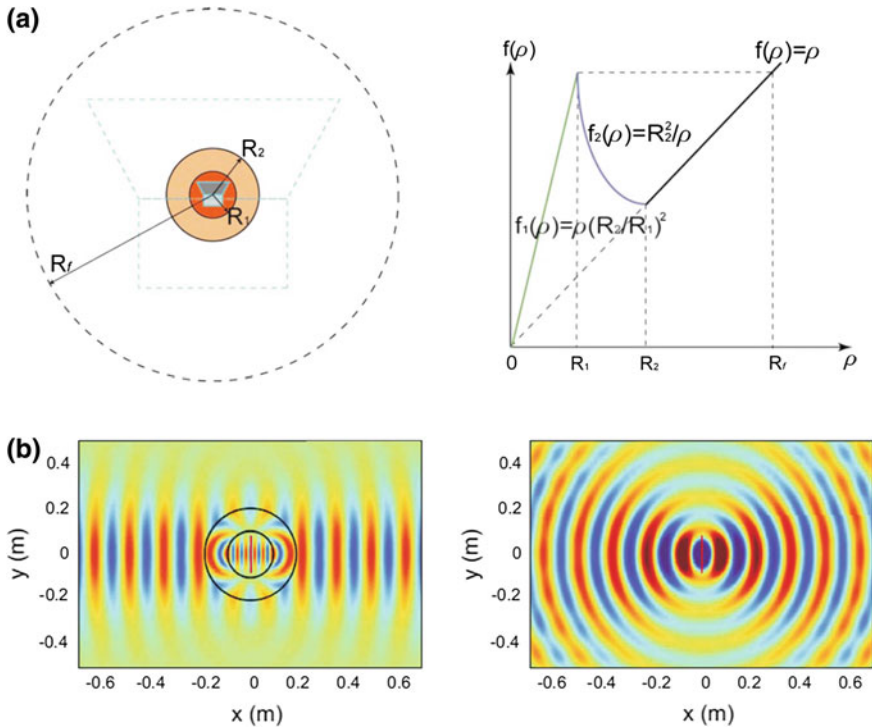 (a)
R₂
R₁
R_f
f(ρ)
f(ρ)=ρ
f₂(ρ)=R₂²/ρ
f₁(ρ)=ρ(R₂/R₁)²
0 R₁ R₂ R_f ρ
(b)
0.4
0.2
0
-0.2
-0.4
y (m)
-0.6 -0.4 -0.2 0 0.2 0.4 0.6
x (m)
0.4
0.2
0
-0.2
-0.4
y (m)
-0.6 -0.4 -0.2 0 0.2 0.4 0.6
x (m)